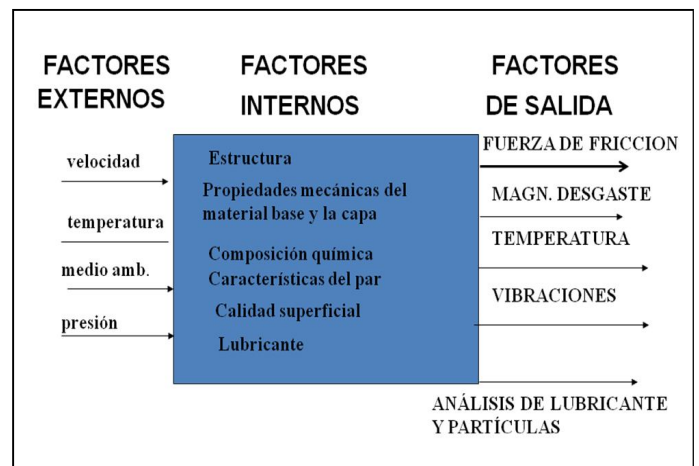 FACTORES
EXTERNOS
FACTORES
INTERNOS
FACTORES
DE SALIDA
velocidad
temperatura
medio amb.
presión
Estructura
Propiedades mecánicas del
material base y la capa
Composición química
Características del par
Calidad superficial
Lubricante
FUERZA DE FRICCION
MAGN. DESGASTE
TEMPERATURA
VIBRACIONES
ANÁLISIS DE LUBRICANTE
Y PARTÍCULAS